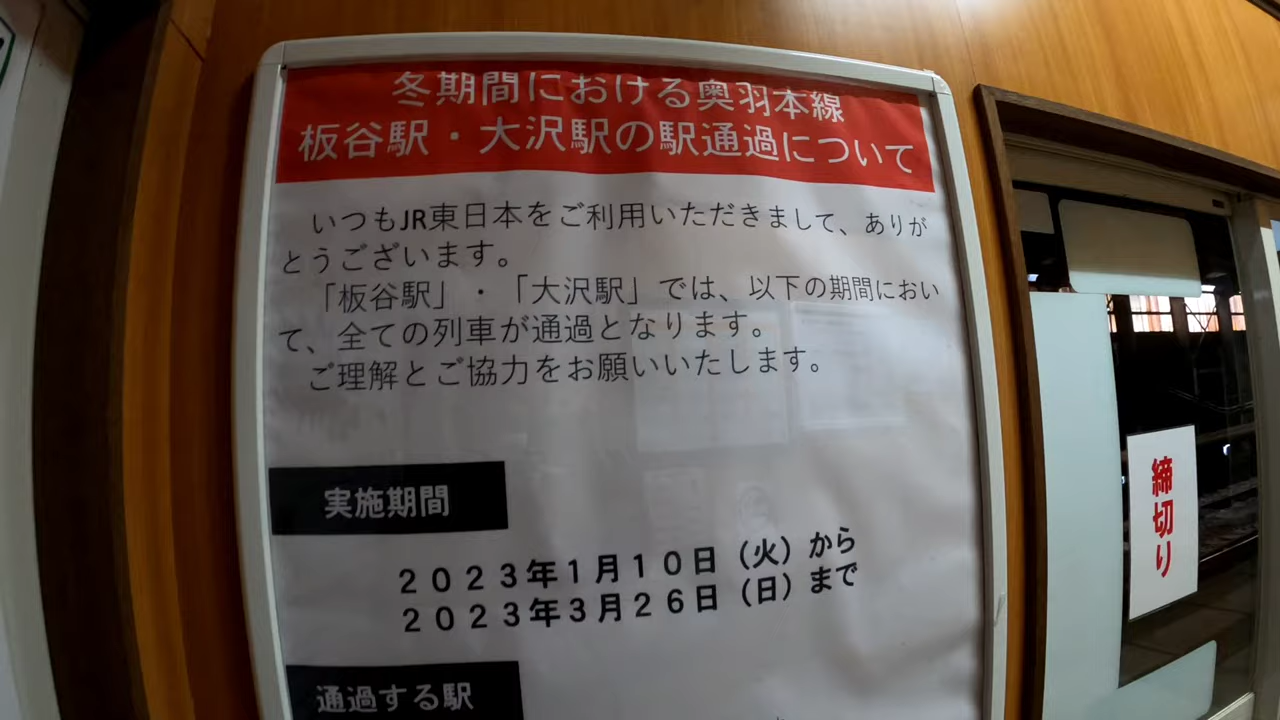 冬期間における奥羽本線
板谷駅・大沢駅の駅通過について
いつもJR東日本をご利用いただきまして、ありが
とうございます。
「板谷駅」・「大沢駅」では、以下の期間におい
て、全ての列車が通過となります。
ご理解とご協力をお願いいたします。
実施期間
2023年1月10日（火）から
2023年3月26日（日）まで
通過する駅
締切り